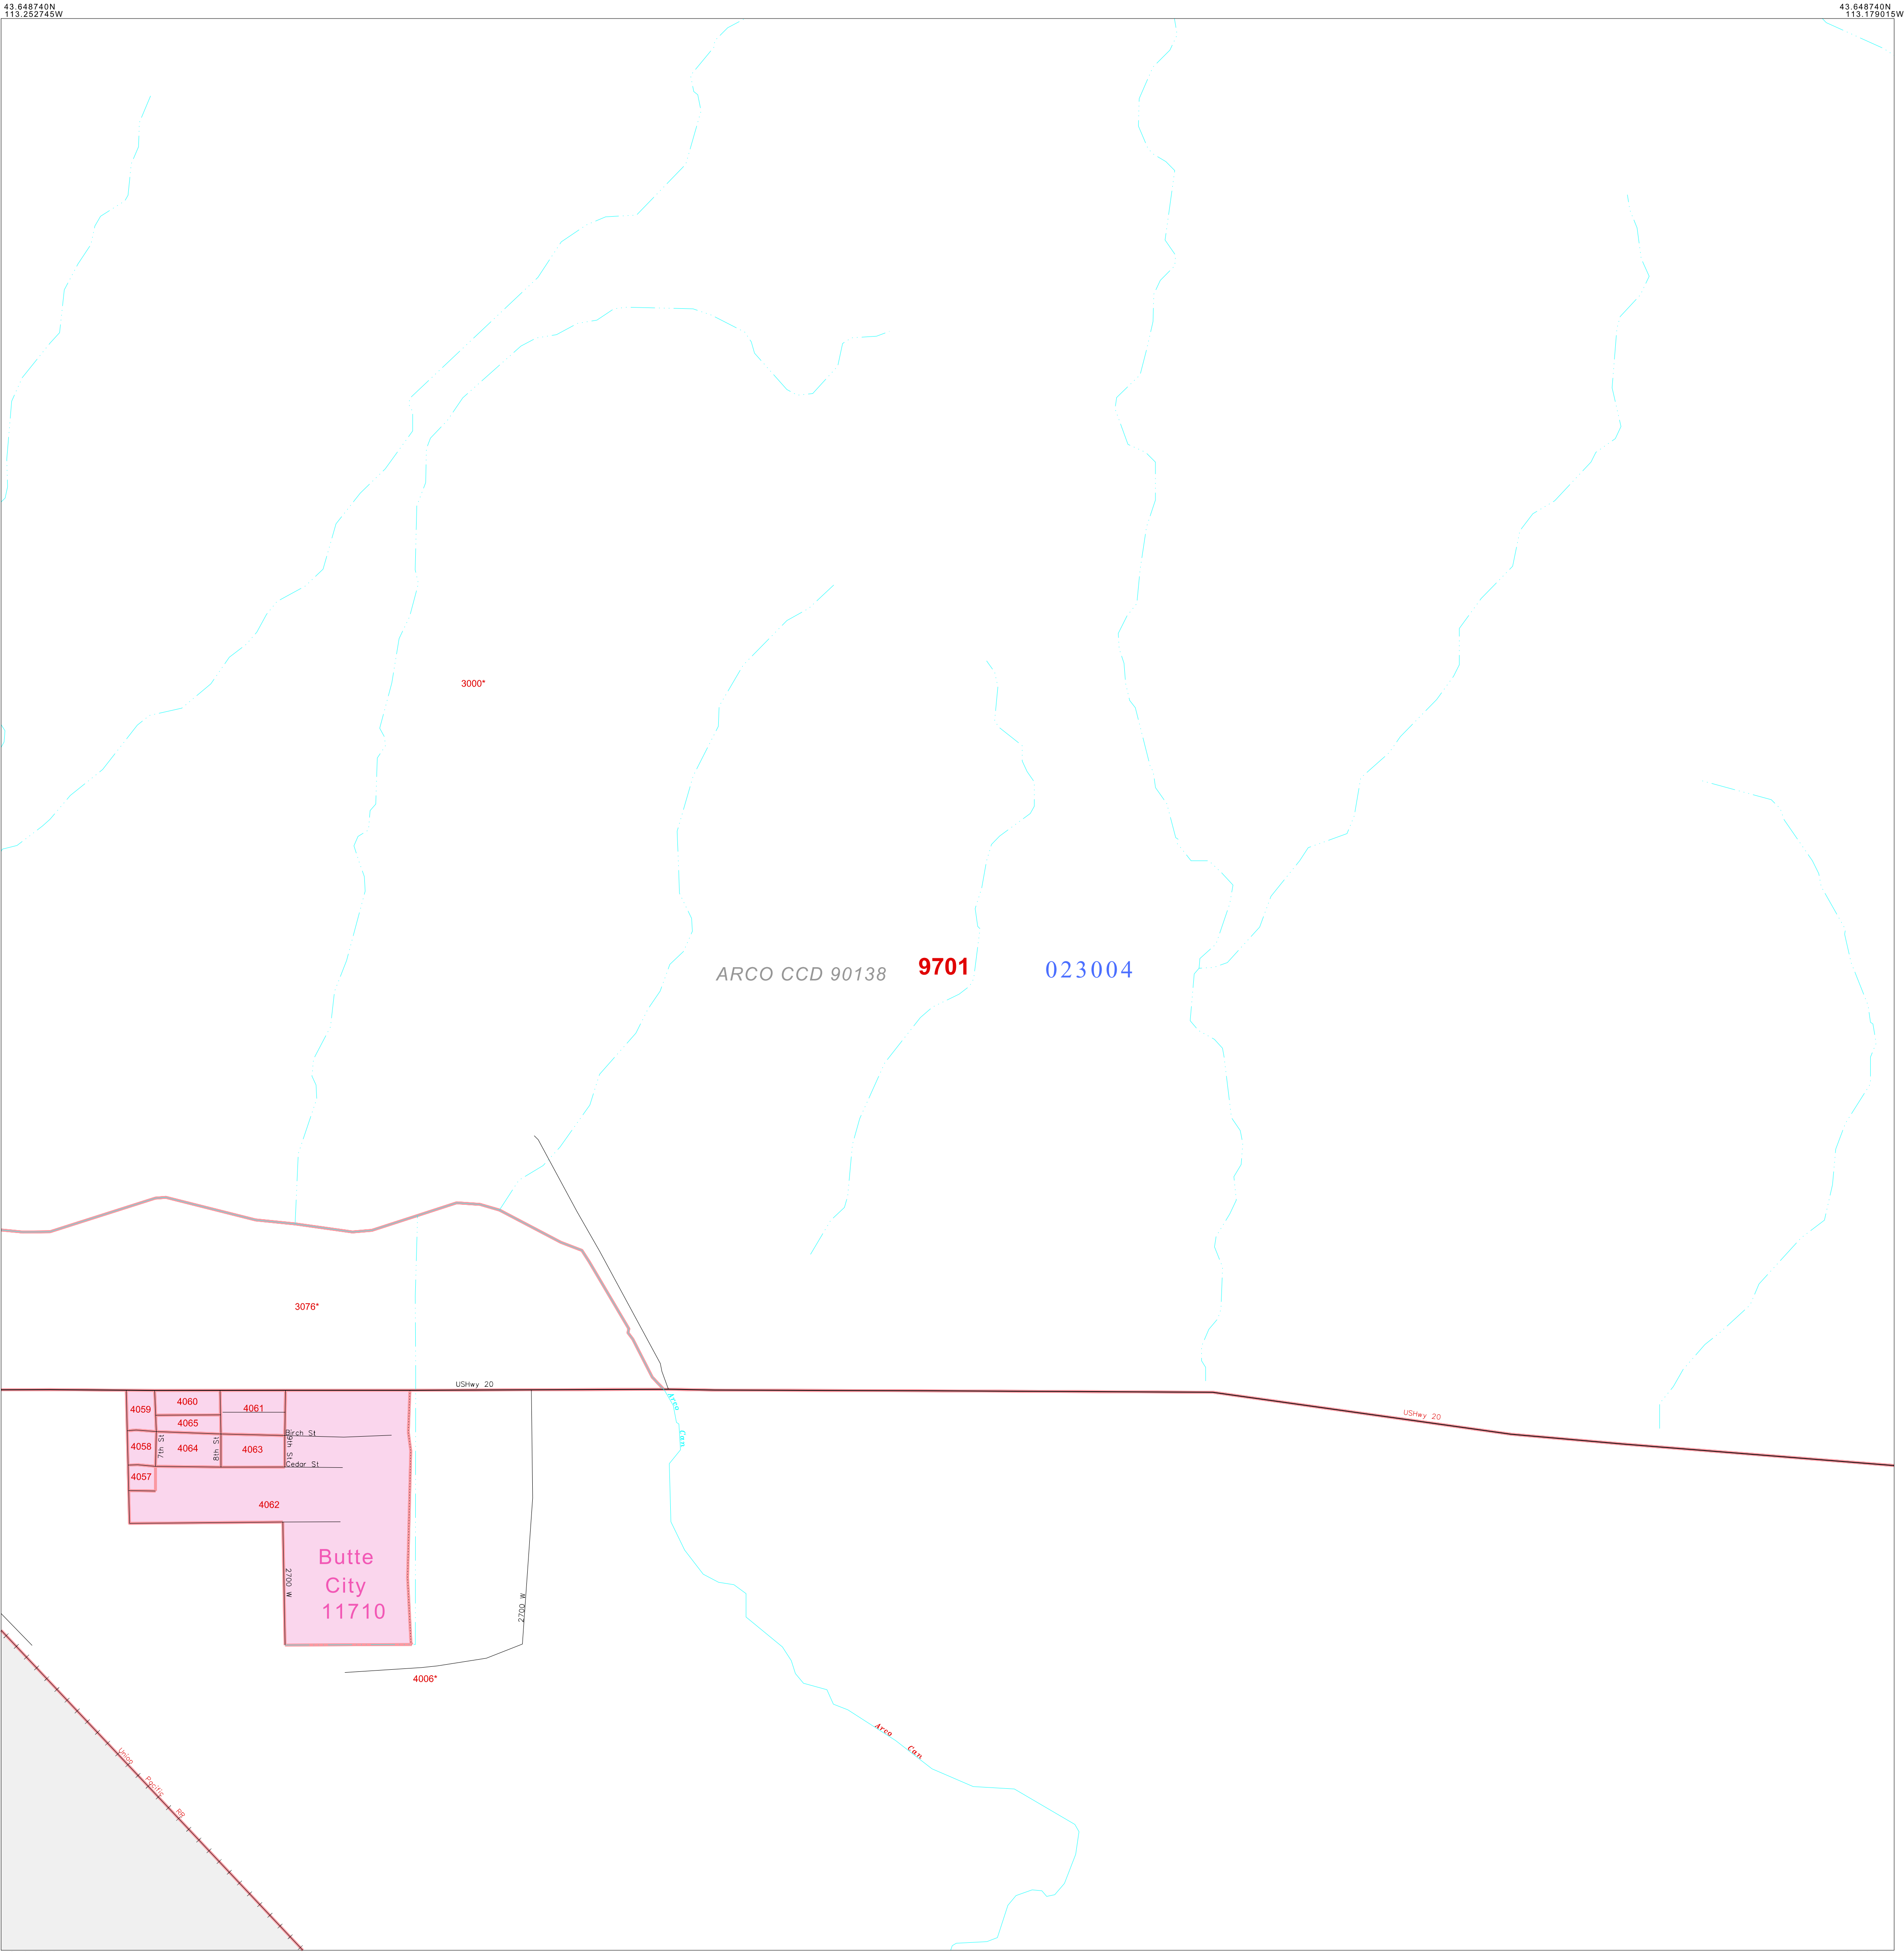 43.648740N
113.252745W
43.648740N
113.179015W
3000*
ARCO CCD 90138
9701
023004
3076*
USHwy 20
USHwy 20
4059
4060
4061
4065
Birch St
4058
7th St
4064
8th St
4063
9th St
Cedar St
4057
4062
Arco
Can
Butte
City
11710
2700 W
2700 W
4006*
Arco
Can
Union
Pacific
RR